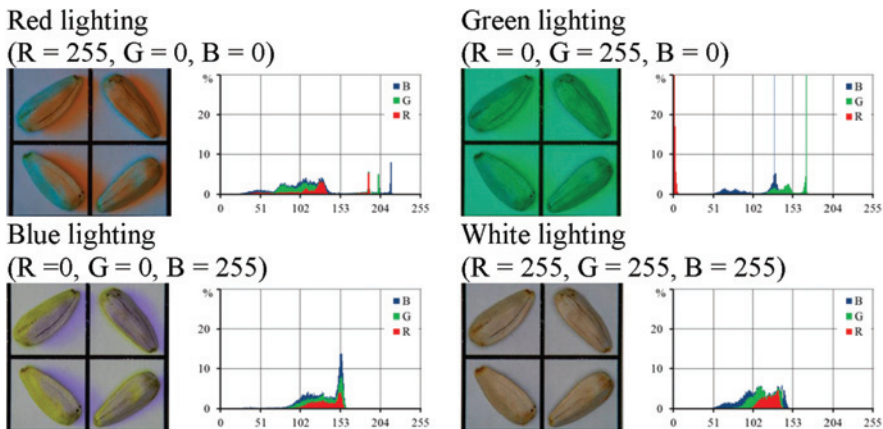 Red lighting
(R = 255, G = 0, B = 0)
%
20
10
0
B
G
R
0 51 102 153 204 255
Green lighting
(R = 0, G = 255, B = 0)
%
20
10
0
B
G
R
0 51 102 153 204 255
Blue lighting
(R =0, G = 0, B = 255)
%
20
10
0
B
G
R
0 51 102 153 204 255
White lighting
(R = 255, G = 255, B = 255)
%
20
10
0
B
G
R
0 51 102 153 204 255